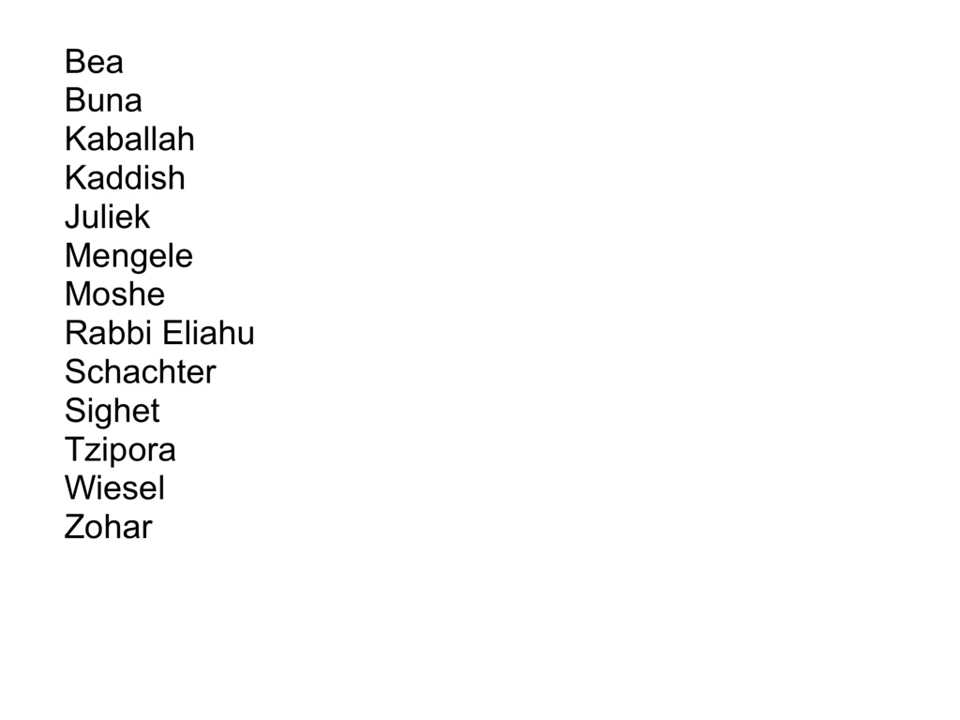 Bea
Buna
Kaballah
Kaddish
Juliek
Mengele
Moshe
Rabbi Eliahu
Schachter
Sighet
Tzipora
Wiesel
Zohar